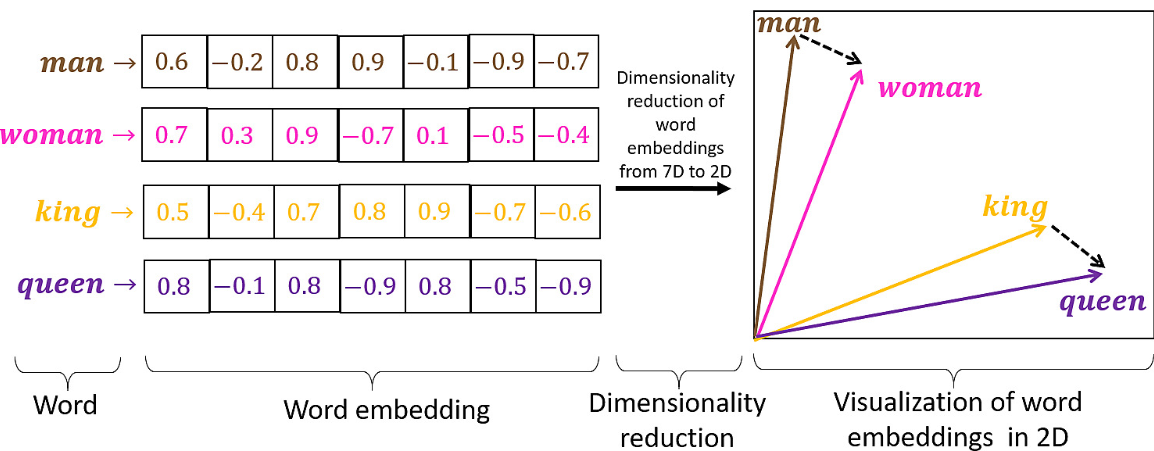 man → 0.6 −0.2 0.8 0.9 −0.1 −0.9 −0.7
woman → 0.7 0.3 0.9 −0.7 0.1 −0.5 −0.4
king → 0.5 −0.4 0.7 0.8 0.9 −0.7 −0.6
queen → 0.8 −0.1 0.8 −0.9 0.8 −0.5 −0.9
Dimensionality
reduction of
word
embeddings
from 7D to 2D
man
woman
king
queen
Word
Word embedding
Dimensionality
reduction
Visualization of word
embeddings in 2D